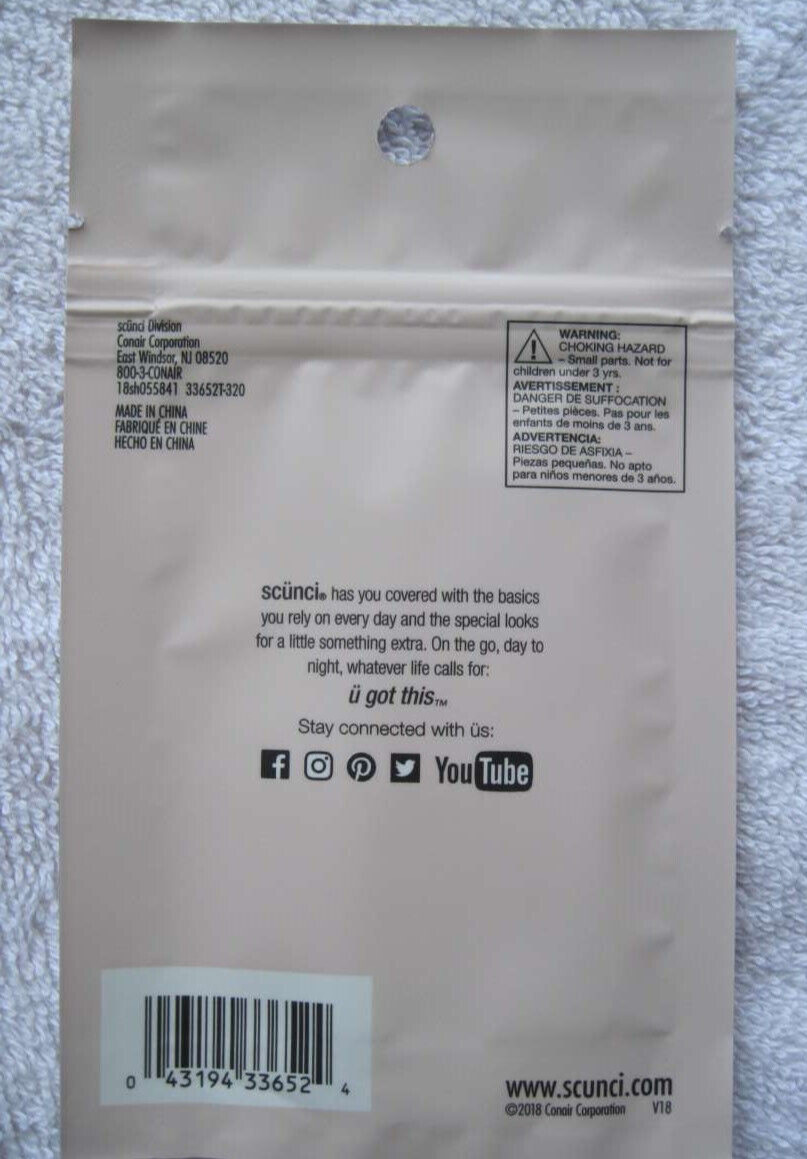 scünci Division
Conair Corporation
East Windsor, NJ 08520
800-3-CONAIR
18sh055841 33652T-320
MADE IN CHINA
FABRIQUÉ EN CHINE
HECHO EN CHINA
WARNING:
CHOKING HAZARD
– Small parts. Not for
children under 3 yrs.
AVERTISSEMENT :
DANGER DE SUFFOCATION
– Petites pièces. Pas pour les
enfants de moins de 3 ans.
ADVERTENCIA:
RIESGO DE ASFIXIA –
Piezas pequeñas. No apto
para niños menores de 3 años.
scünci® has you covered with the basics
you rely on every day and the special looks
for a little something extra. On the go, day to
night, whatever life calls for:
ü got this™
Stay connected with üs:
YouTube
0 43194 33652 4
www.scunci.com
©2018 Conair Corporation V18